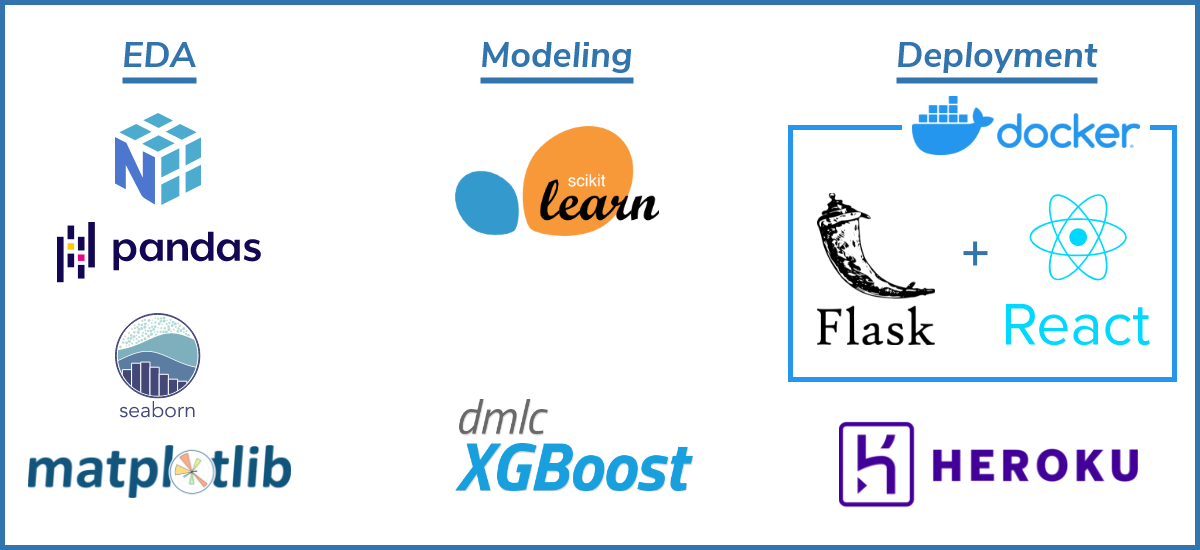 EDA
Modeling
Deployment
docker
N
pandas
scikit
learn
+
Flask
React
seaborn
dmlc
XGBoost
matplotlib
HEROKU